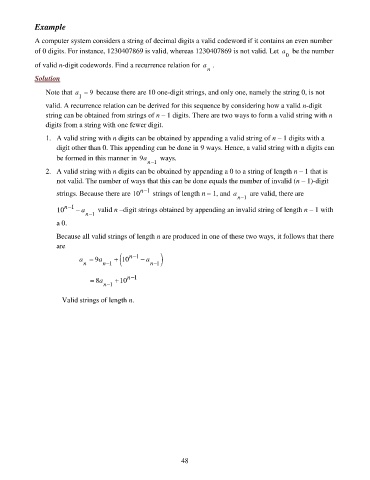 Example
A computer system considers a string of decimal digits a valid codeword if it contains an even number
of 0 digits. For instance, 1230407869 is valid, whereas 1230407869 is not valid. Let a_0 be the number
of valid n-digit codewords. Find a recurrence relation for a_n .
Solution
Note that a_1 = 9 because there are 10 one-digit strings, and only one, namely the string 0, is not
valid. A recurrence relation can be derived for this sequence by considering how a valid n-digit
string can be obtained from strings of n – 1 digits. There are two ways to form a valid string with n
digits from a string with one fewer digit.
1. A valid string with n digits can be obtained by appending a valid string of n – 1 digits with a
digit other than 0. This appending can be done in 9 ways. Hence, a valid string with n digits can
be formed in this manner in 9a_{n−1} ways.
2. A valid string with n digits can be obtained by appending a 0 to a string of length n – 1 that is
not valid. The number of ways that this can be done equals the number of invalid (n – 1)-digit
strings. Because there are 10^{n−1} strings of length n – 1, and a_{n−1} are valid, there are
10^{n−1} − a_{n−1} valid n –digit strings obtained by appending an invalid string of length n – 1 with
a 0.
Because all valid strings of length n are produced in one of these two ways, it follows that there
are
a_n = 9a_{n−1} + (10^{n−1} − a_{n−1})
= 8a_{n−1} + 10^{n−1}
Valid strings of length n.
48